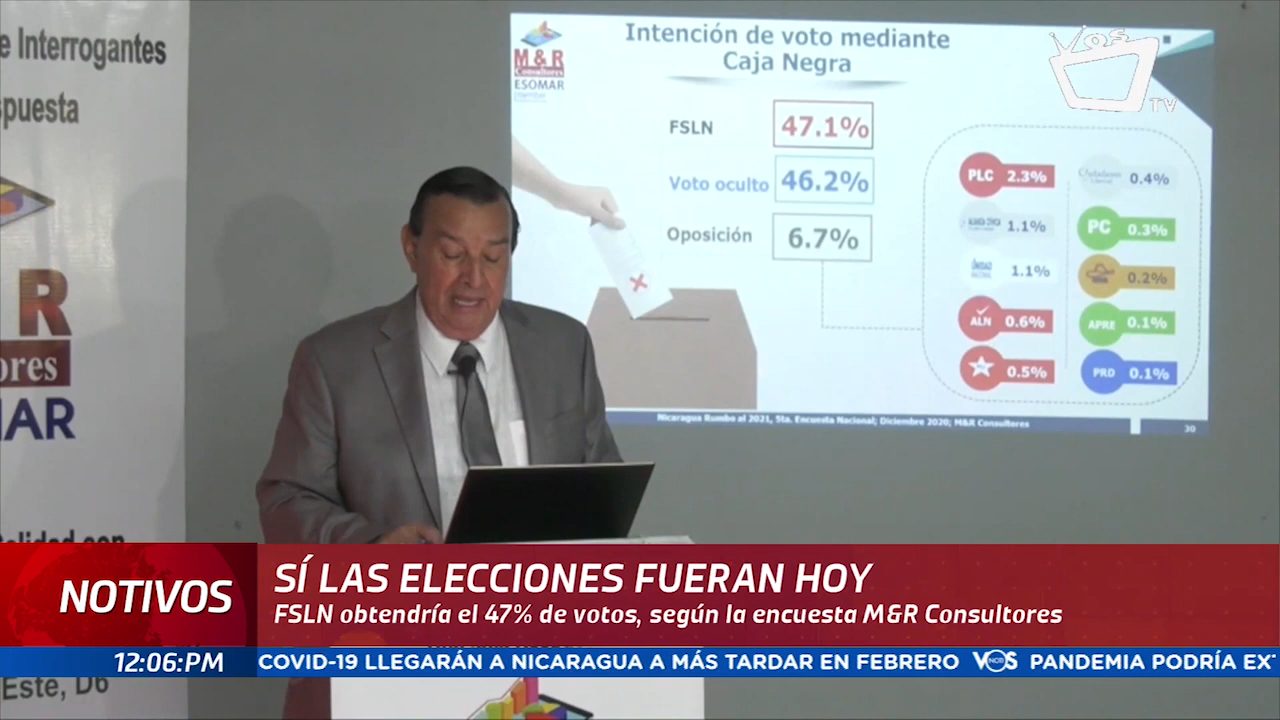 e Interrogantes
spuesta
R
ores
MAR
Calidad con
Este, D6
M&R
Consultores
ESOMAR
Intención de voto mediante
Caja Negra
FSLN 47.1%
Voto oculto 46.2%
Oposición 6.7%
PLC 2.3%
1.1%
1.1%
ALN 0.6%
0.5%
0.4%
PC 0.3%
0.2%
APRE 0.1%
PRD 0.1%
Nicaragua Rumbo al 2021, 5ta. Encuesta Nacional; Diciembre 2020; M&R Consultores
30
VOS TV
NOTIVOS
SÍ LAS ELECCIONES FUERAN HOY
FSLN obtendría el 47% de votos, según la encuesta M&R Consultores
12:06:PM
COVID-19 LLEGARÁN A NICARAGUA A MÁS TARDAR EN FEBRERO VOS PANDEMIA PODRÍA EXT